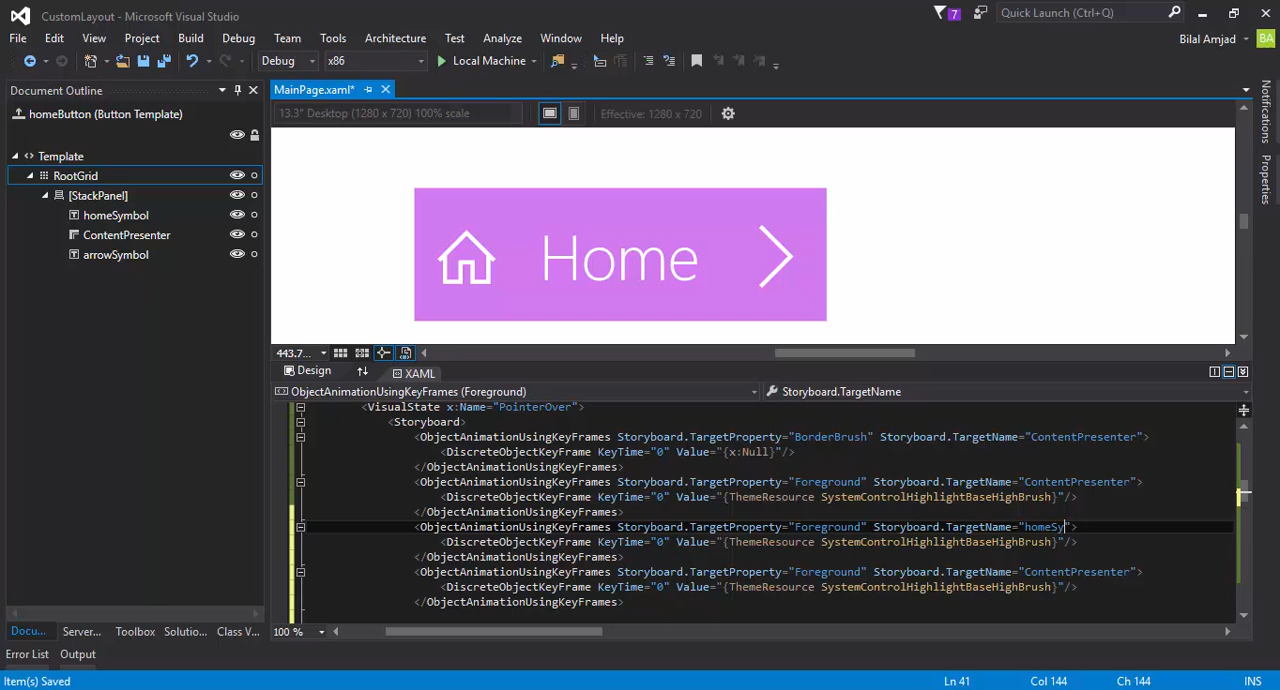 CustomLayout - Microsoft Visual Studio
7
Quick Launch (Ctrl+Q)
File Edit View Project Build Debug Team Tools Architecture Test Analyze Window Help
Bilal Amjad
BA
Debug x86 Local Machine
Document Outline
MainPage.xaml*
homeButton (Button Template)
13.3" Desktop (1280 x 720) 100% scale
Effective: 1280 x 720
Template
RootGrid
[StackPanel]
homeSymbol
ContentPresenter
arrowSymbol
Home
Notifications
Properties
443.7...
Design
XAML
ObjectAnimationUsingKeyFrames (Foreground)
Storyboard.TargetName
<VisualState x:Name="PointerOver">
<Storyboard>
<ObjectAnimationUsingKeyFrames Storyboard.TargetProperty="BorderBrush" Storyboard.TargetName="ContentPresenter">
<DiscreteObjectKeyFrame KeyTime="0" Value="{x:Null}"/>
</ObjectAnimationUsingKeyFrames>
<ObjectAnimationUsingKeyFrames Storyboard.TargetProperty="Foreground" Storyboard.TargetName="ContentPresenter">
<DiscreteObjectKeyFrame KeyTime="0" Value="{ThemeResource SystemControlHighlightBaseHighBrush}"/>
</ObjectAnimationUsingKeyFrames>
<ObjectAnimationUsingKeyFrames Storyboard.TargetProperty="Foreground" Storyboard.TargetName="homeSy">
<DiscreteObjectKeyFrame KeyTime="0" Value="{ThemeResource SystemControlHighlightBaseHighBrush}"/>
</ObjectAnimationUsingKeyFrames>
<ObjectAnimationUsingKeyFrames Storyboard.TargetProperty="Foreground" Storyboard.TargetName="ContentPresenter">
<DiscreteObjectKeyFrame KeyTime="0" Value="{ThemeResource SystemControlHighlightBaseHighBrush}"/>
</ObjectAnimationUsingKeyFrames>
100 %
Docu... Server... Toolbox Solutio... Class V...
Error List Output
Item(s) Saved
Ln 41 Col 144 Ch 144 INS